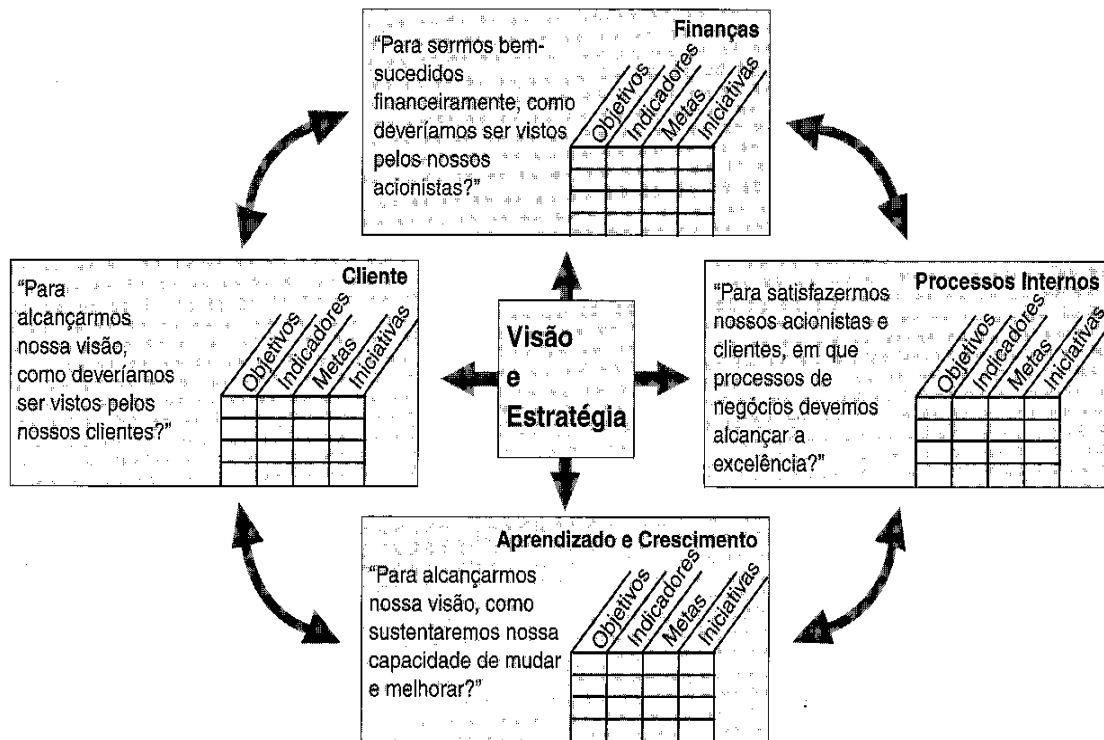 Finanças
“Para sermos bem-
sucedidos
financeiramente, como
deveríamos ser vistos
pelos nossos
acionistas?”
Objetivos
Indicadores
Metas
Iniciativas
Cliente
“Para
alcançarmos
nossa visão,
como deveríamos
ser vistos pelos
nossos clientes?”
Objetivos
Indicadores
Metas
Iniciativas
Visão
e
Estratégia
Processos Internos
“Para satisfazermos
nossos acionistas e
clientes, em que
processos de
negócios devemos
alcançar a
excelência?”
Objetivos
Indicadores
Metas
Iniciativas
Aprendizado e Crescimento
“Para alcançarmos
nossa visão, como
sustentaremos nossa
capacidade de mudar
e melhorar?”
Objetivos
Indicadores
Metas
Iniciativas